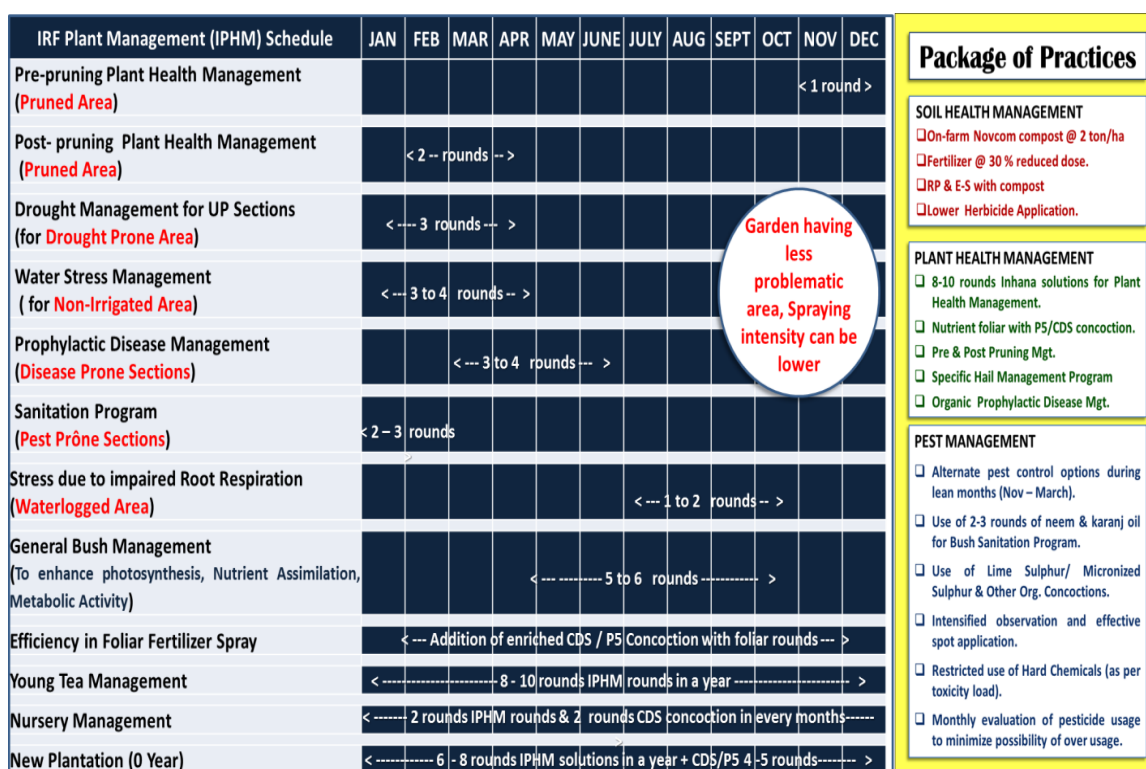 IRF Plant Management (IPHM) Schedule JAN FEB MAR APR MAY JUNE JULY AUG SEPT OCT NOV DEC
Pre-pruning Plant Health Management
(Pruned Area)
< 1 round >
Post- pruning Plant Health Management
(Pruned Area)
< 2 -- rounds -- >
Drought Management for UP Sections
(for Drought Prone Area)
< ---- 3 rounds --- >
Water Stress Management
( for Non-Irrigated Area)
< --- 3 to 4 rounds -- >
Prophylactic Disease Management
(Disease Prone Sections)
< --- 3 to 4 rounds --- >
Sanitation Program
(Pest Prône Sections)
< 2 – 3 rounds
>
Stress due to impaired Root Respiration
(Waterlogged Area)
< --- 1 to 2 rounds -- >
General Bush Management
(To enhance photosynthesis, Nutrient Assimilation,
Metabolic Activity)
< --- --------- 5 to 6 rounds ------------ >
Efficiency in Foliar Fertilizer Spray
< --- Addition of enriched CDS / P5 Concoction with foliar rounds--- >
Young Tea Management
< ------------------------ 8 - 10 rounds IPHM rounds in a year ----------------------- >
Nursery Management
< ------- 2 rounds IPHM rounds & 2 rounds CDS concoction in every months------
>
New Plantation (0 Year)
< ----------- 6 - 8 rounds IPHM solutions in a year + CDS/P5 4 -5 rounds-------- >
Garden having
less
problematic
area, Spraying
intensity can be
lower
Package of Practices
SOIL HEALTH MANAGEMENT
❑On-farm Novcom compost @ 2 ton/ha
❑Fertilizer @ 30 % reduced dose.
❑RP & E-S with compost
❑Lower Herbicide Application.
PLANT HEALTH MANAGEMENT
❑ 8-10 rounds Inhana solutions for Plant
Health Management.
❑ Nutrient foliar with P5/CDS concoction.
❑ Pre & Post Pruning Mgt.
❑ Specific Hail Management Program
❑ Organic Prophylactic Disease Mgt.
PEST MANAGEMENT
❑ Alternate pest control options during
lean months (Nov – March).
❑ Use of 2-3 rounds of neem & karanj oil
for Bush Sanitation Program.
❑ Use of Lime Sulphur/ Micronized
Sulphur & Other Org. Concoctions.
❑ Intensified observation and effective
spot application.
❑ Restricted use of Hard Chemicals (as per
toxicity load).
❑ Monthly evaluation of pesticide usage
to minimize possibility of over usage.